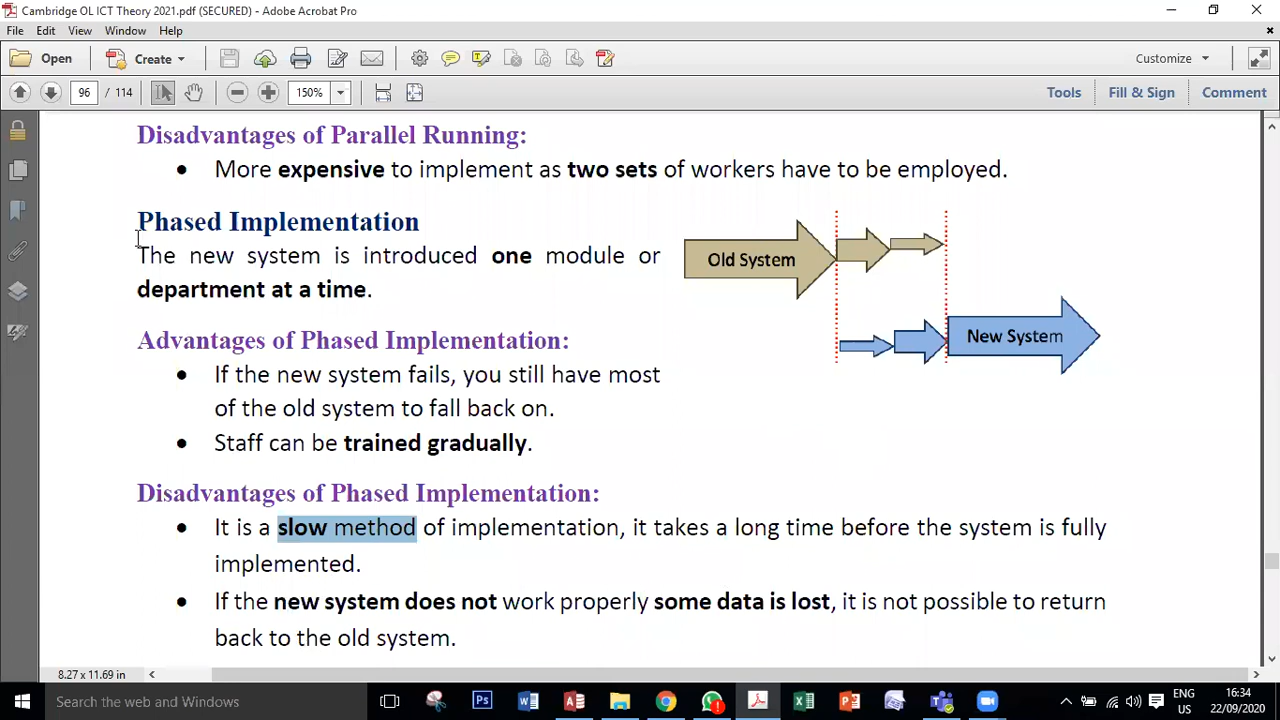 Cambridge OL ICT Theory 2021.pdf (SECURED) - Adobe Acrobat Pro
File Edit View Window Help
Open Create Customize
96 / 114 150% Tools Fill & Sign Comment
Disadvantages of Parallel Running:
• More expensive to implement as two sets of workers have to be employed.
Phased Implementation
The new system is introduced one module or
department at a time.
Old System
New System
Advantages of Phased Implementation:
• If the new system fails, you still have most
of the old system to fall back on.
• Staff can be trained gradually.
Disadvantages of Phased Implementation:
• It is a slow method of implementation, it takes a long time before the system is fully
implemented.
• If the new system does not work properly some data is lost, it is not possible to return
back to the old system.
8.27 x 11.69 in
Search the web and Windows
ENG
US
16:34
22/09/2020